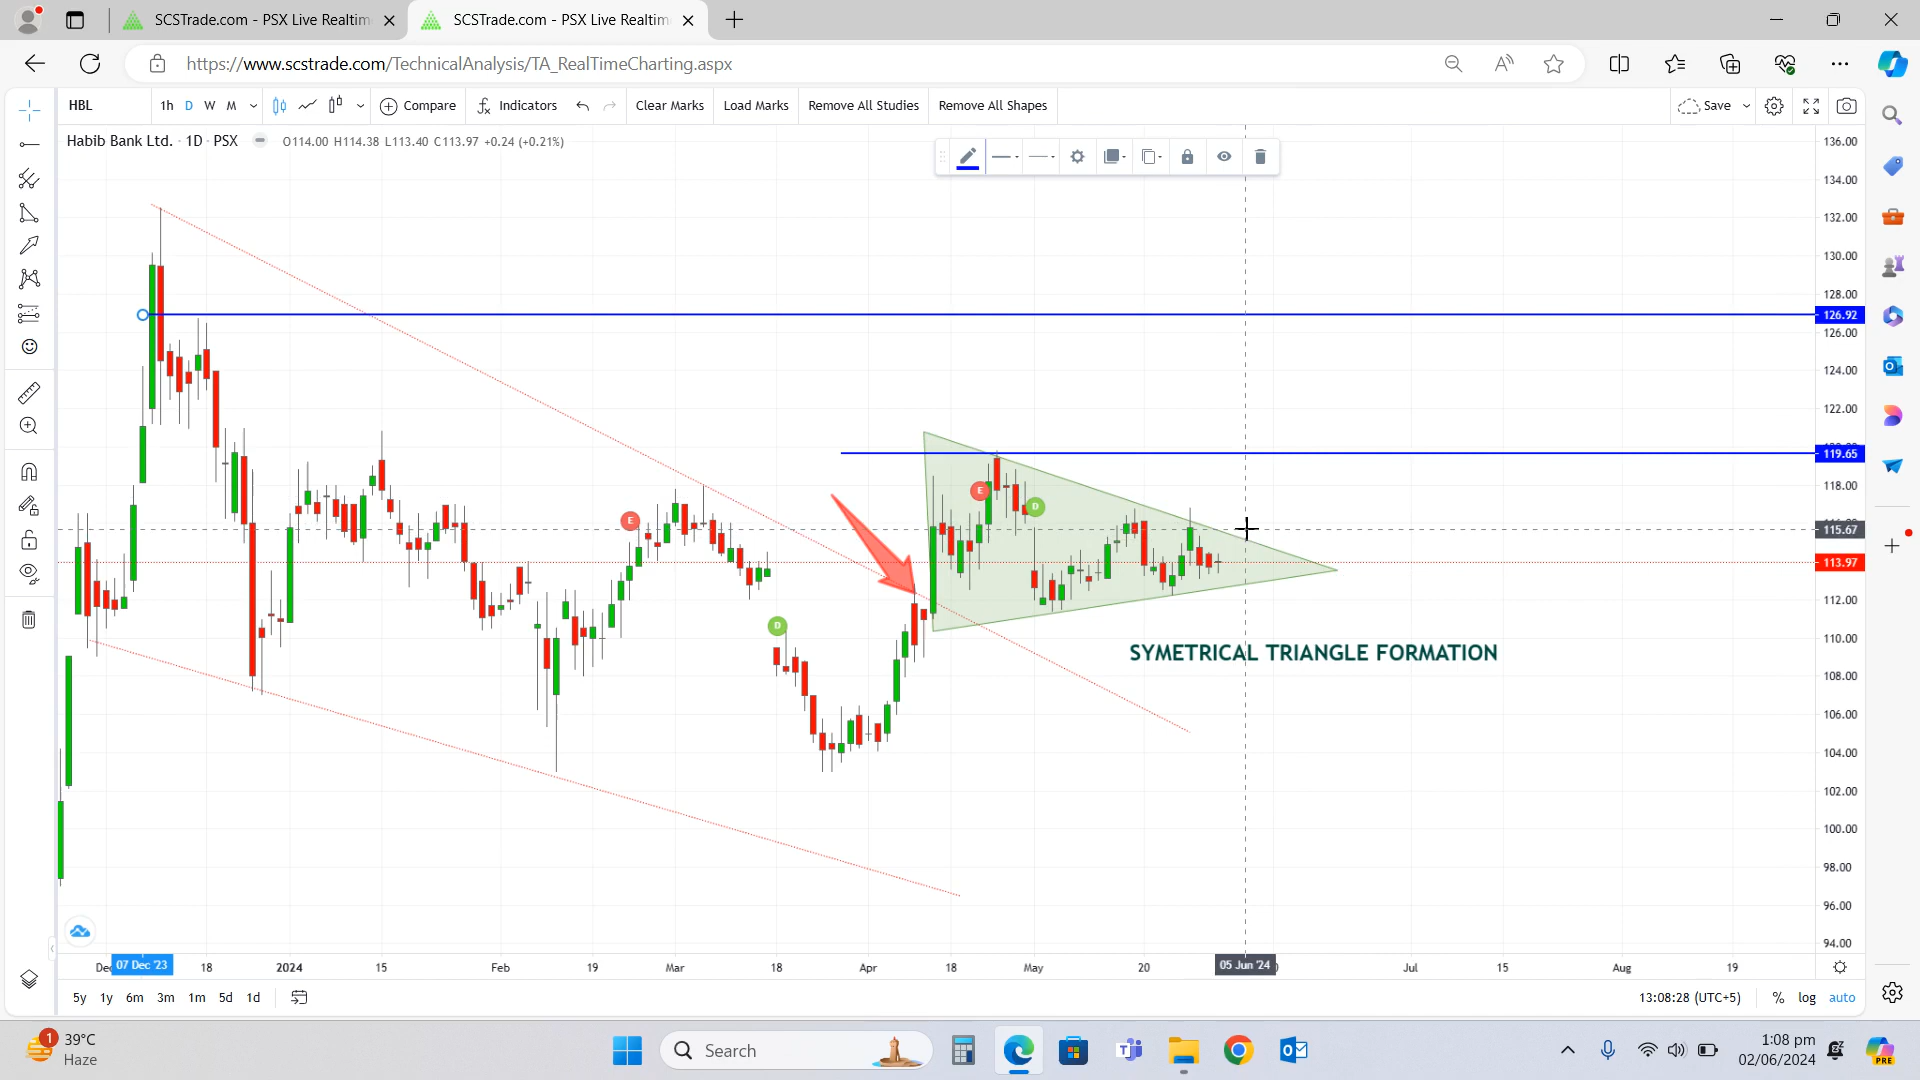 SCSTrade.com - PSX Live Realtim
SCSTrade.com - PSX Live Realtim
https://www.scstrade.com/TechnicalAnalysis/TA_RealTimeCharting.aspx
HBL 1h D W M Compare Indicators Clear Marks Load Marks Remove All Studies Remove All Shapes Save
Habib Bank Ltd. · 1D · PSX O114.00 H114.38 L113.40 C113.97 +0.24 (+0.21%)
136.00
134.00
132.00
130.00
128.00
126.92
126.00
124.00
122.00
119.65
118.00
115.67
113.97
112.00
110.00
108.00
106.00
104.00
102.00
100.00
98.00
96.00
94.00
E
D
E
D
SYMETRICAL TRIANGLE FORMATION
Dec 07 Dec '23 18 2024 15 Feb 19 Mar 18 Apr 18 May 20 05 Jun '24 Jul 15 Aug 19
5y 1y 6m 3m 1m 5d 1d 13:08:28 (UTC+5) % log auto
1 39°C
Haze
Search
1:08 pm
02/06/2024
PRE